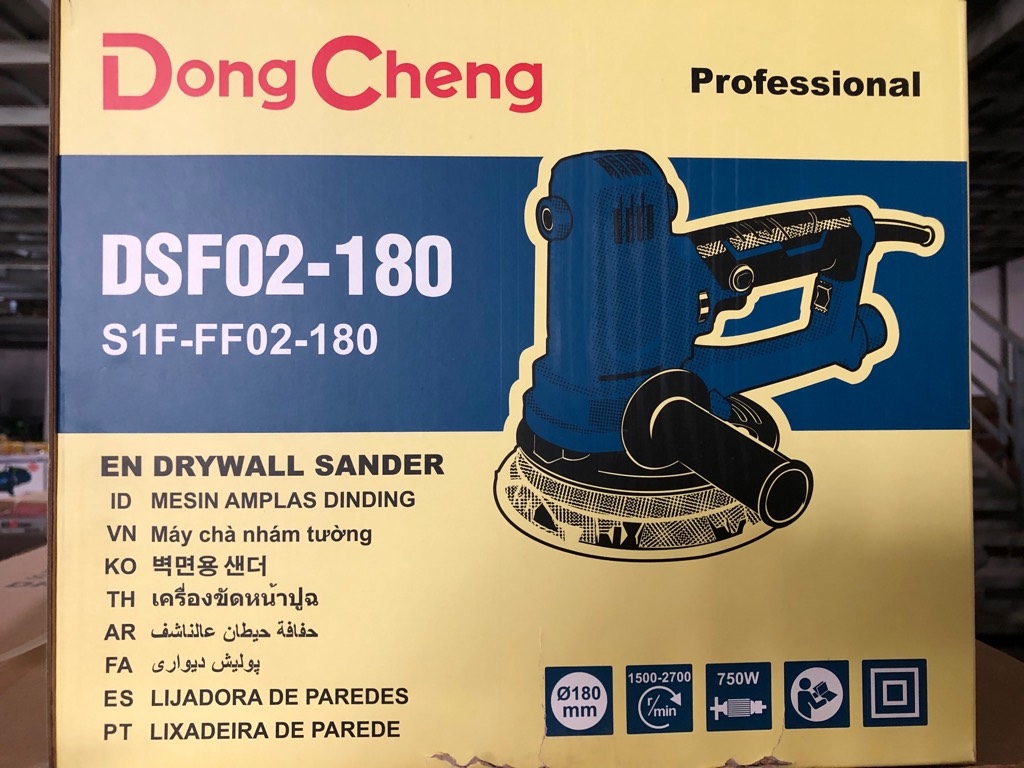 Dong Cheng
Professional
DSF02-180
S1F-FF02-180
EN DRYWALL SANDER
ID MESIN AMPLAS DINDING
VN Máy chà nhám tường
KO 벽면용 샌더
TH เครื่องขัดหน้าปูฉ
AR حفافة حيطان عالناشف
FA پولیش دیواری
ES LIJADORA DE PAREDES
PT LIXADEIRA DE PAREDE
Ø180 mm
1500-2700 r/min
750W